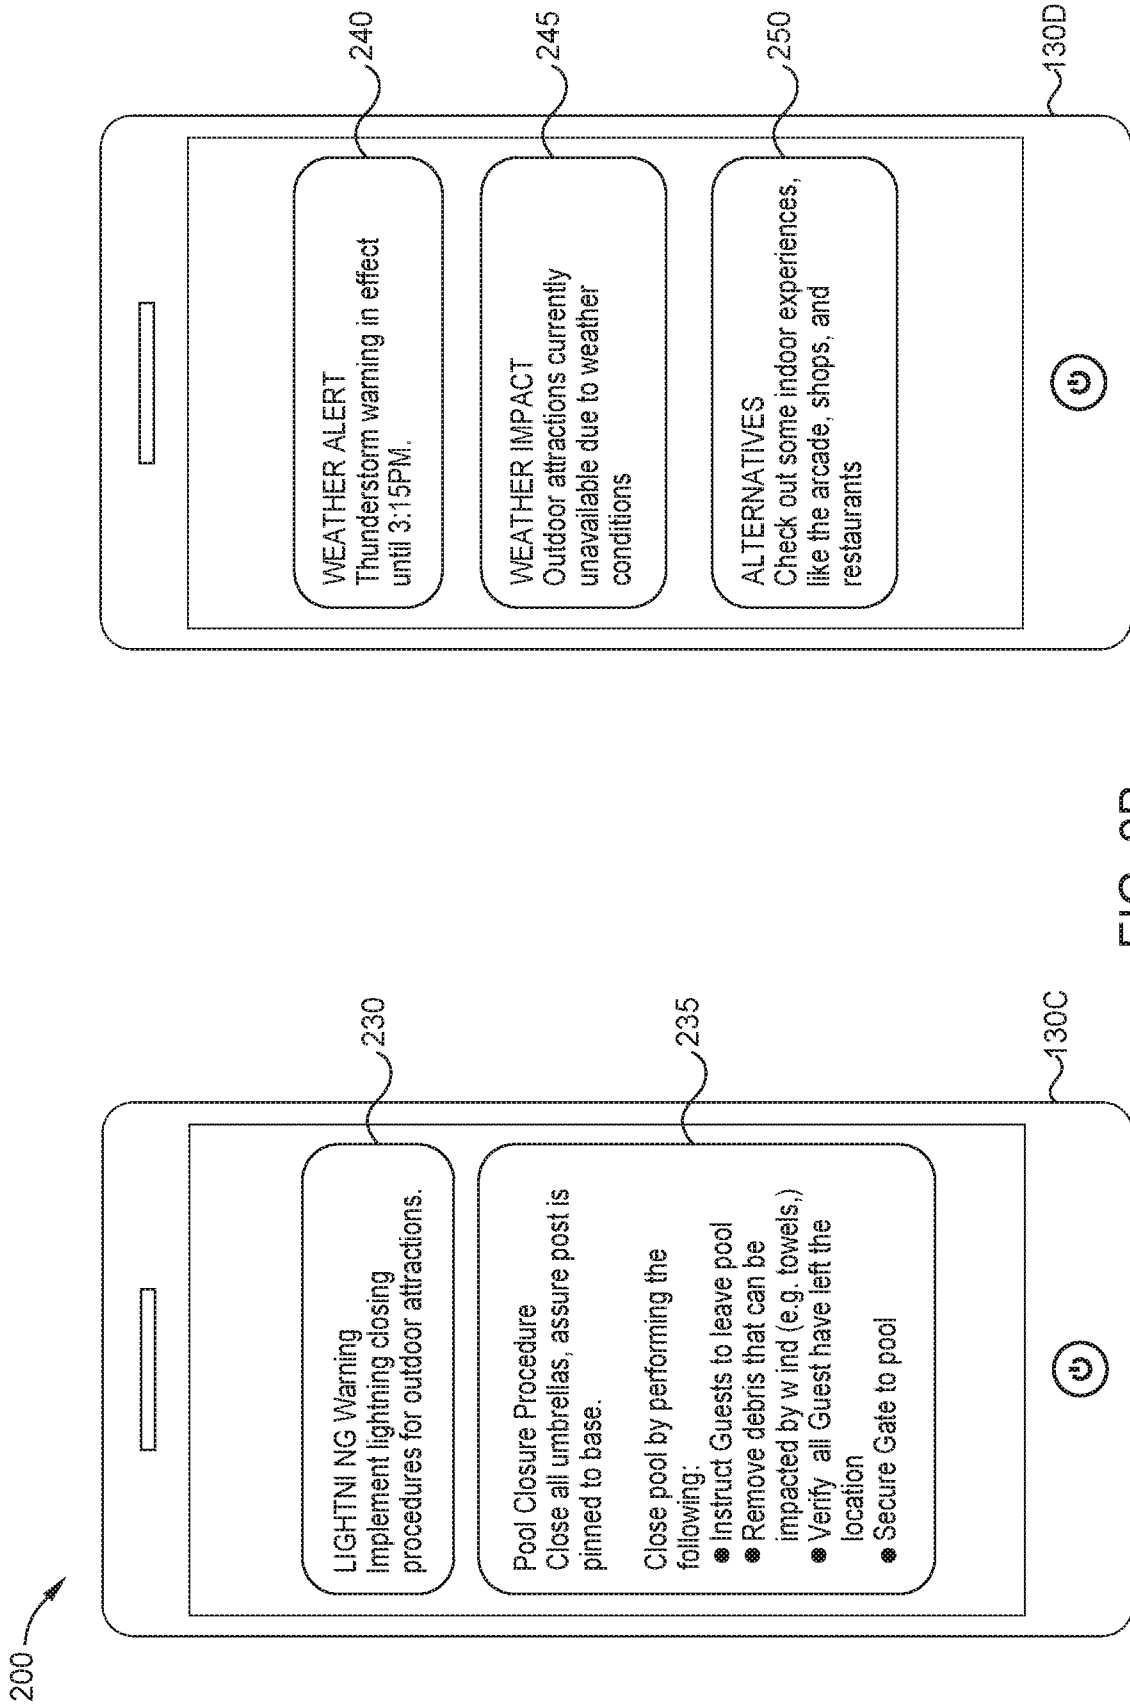 200
LIGHTNI NG Warning
Implement lightning closing
procedures for outdoor attractions.
230
Pool Closure Procedure
Close all umbrellas, assure post is
pinned to base.
Close pool by performing the
following:
● Instruct Guests to leave pool
● Remove debris that can be
impacted by w ind (e.g. towels,)
● Verify all Guest have left the
location
● Secure Gate to pool
235
130C
WEATHER ALERT
Thunderstorm warning in effect
until 3:15PM.
240
WEATHER IMPACT
Outdoor attractions currently
unavailable due to weather
conditions
245
ALTERNATIVES
Check out some indoor experiences,
like the arcade, shops, and
restaurants
250
130D